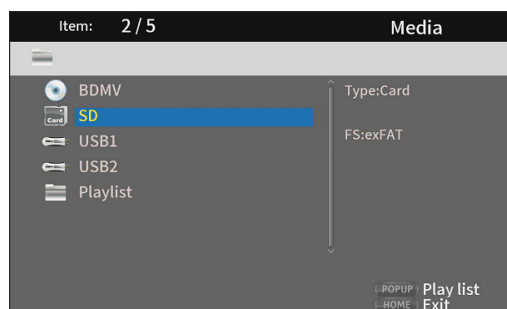 Item: 2/5 Media
BDMV
Type:Card
Card SD
FS:exFAT
USB1
USB2
Playlist
POPUP Play list
HOME Exit